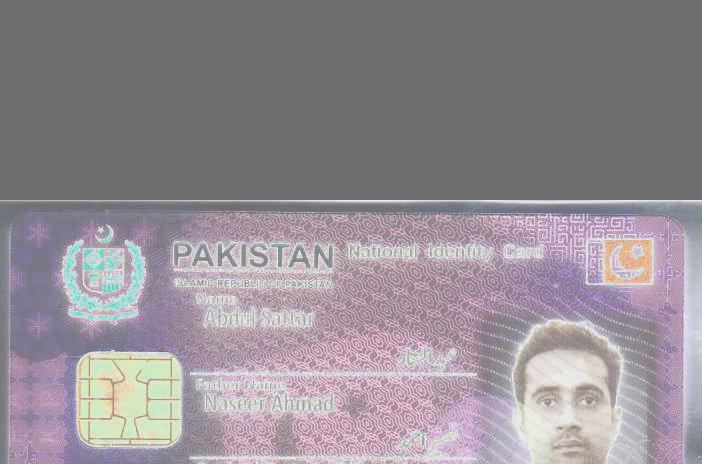 PAKISTAN National Identity Card
ISLAMIC REPUBLIC OF PAKISTAN
Name
Abdul Sattar
عبدالستار
Father Name
Naseer Ahmad
نصیر احمد